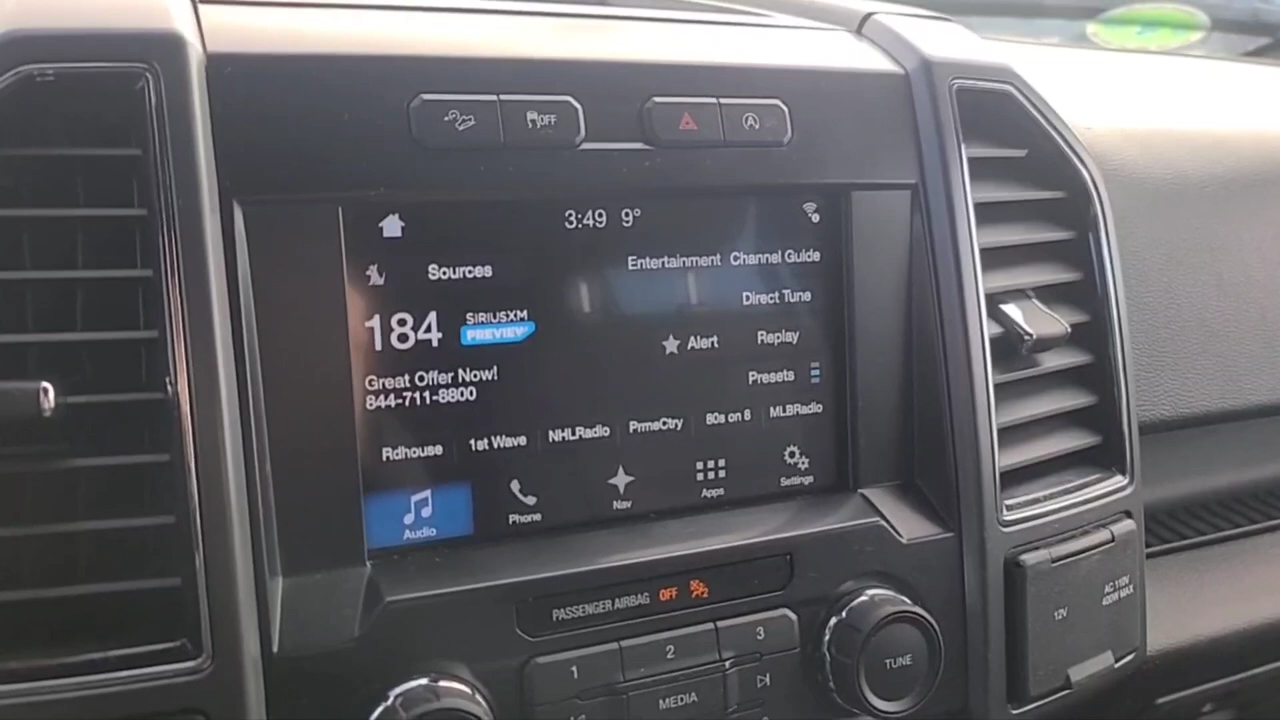 OFF
3:49 9°
Sources
Entertainment Channel Guide
Direct Tune
184 SIRIUSXM
PREVIEW
Alert Replay
Great Offer Now!
844-711-8800
Presets
Rdhouse 1st Wave NHLRadio PrmeCtry 80s on 8 MLBRadio
Audio Phone Nav Apps Settings
PASSENGER AIRBAG OFF 2
1 2 3
MEDIA
TUNE
12V
AC 110V
400W MAX